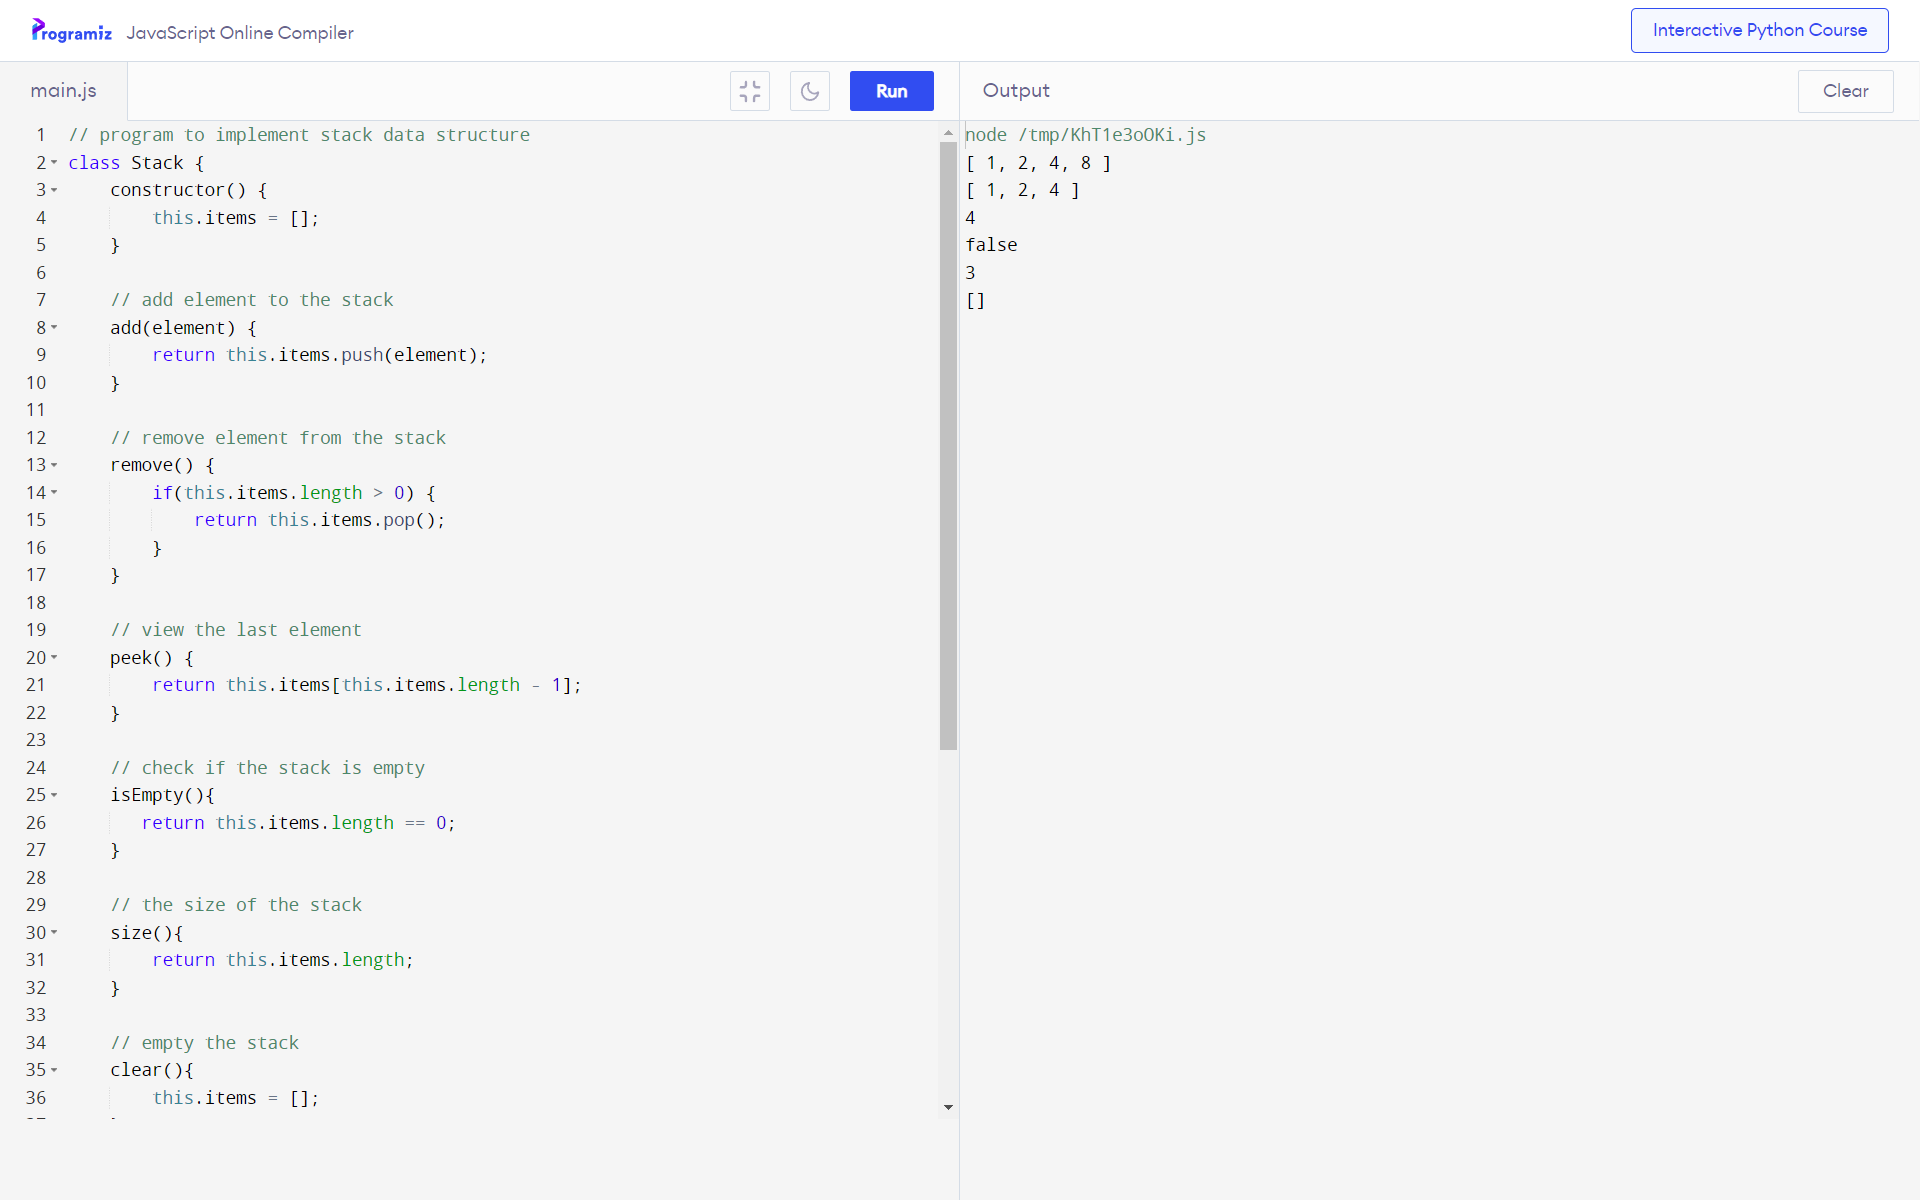 Programiz JavaScript Online Compiler
Interactive Python Course
main.js
Run
Output
Clear
1 // program to implement stack data structure
2 class Stack {
3 constructor() {
4 this.items = [];
5 }
6
7 // add element to the stack
8 add(element) {
9 return this.items.push(element);
10 }
11
12 // remove element from the stack
13 remove() {
14 if(this.items.length > 0) {
15 return this.items.pop();
16 }
17 }
18
19 // view the last element
20 peek() {
21 return this.items[this.items.length - 1];
22 }
23
24 // check if the stack is empty
25 isEmpty(){
26 return this.items.length == 0;
27 }
28
29 // the size of the stack
30 size(){
31 return this.items.length;
32 }
33
34 // empty the stack
35 clear(){
36 this.items = [];
node /tmp/KhT1e3oOKi.js
[ 1, 2, 4, 8 ]
[ 1, 2, 4 ]
4
false
3
[]